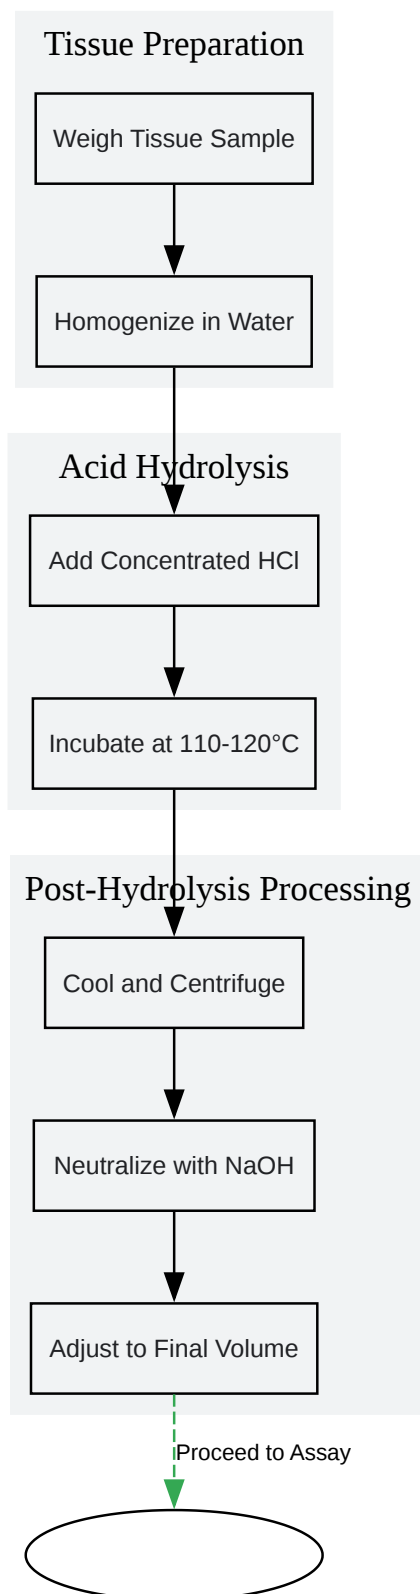 Tissue Preparation
Weigh Tissue Sample
Homogenize in Water
Acid Hydrolysis
Add Concentrated HCl
Incubate at 110-120°C
Post-Hydrolysis Processing
Cool and Centrifuge
Neutralize with NaOH
Adjust to Final Volume
Proceed to Assay